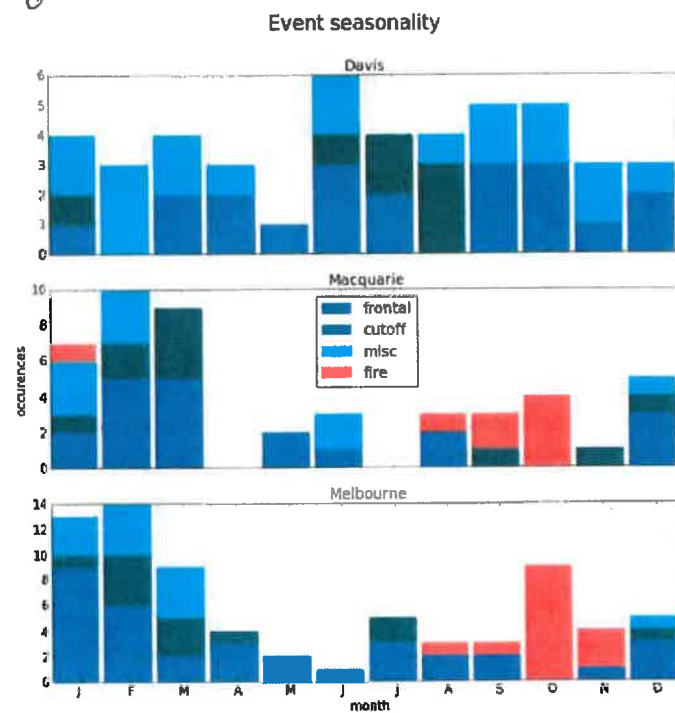 Event seasonality
Davis
6
5
4
3
2
1
0
Macquarie
10
8
6
4
2
0
occurences
frontal
cutoff
misc
fire
Melbourne
14
12
10
8
6
4
2
0
J F M A M J J A S O N D
month